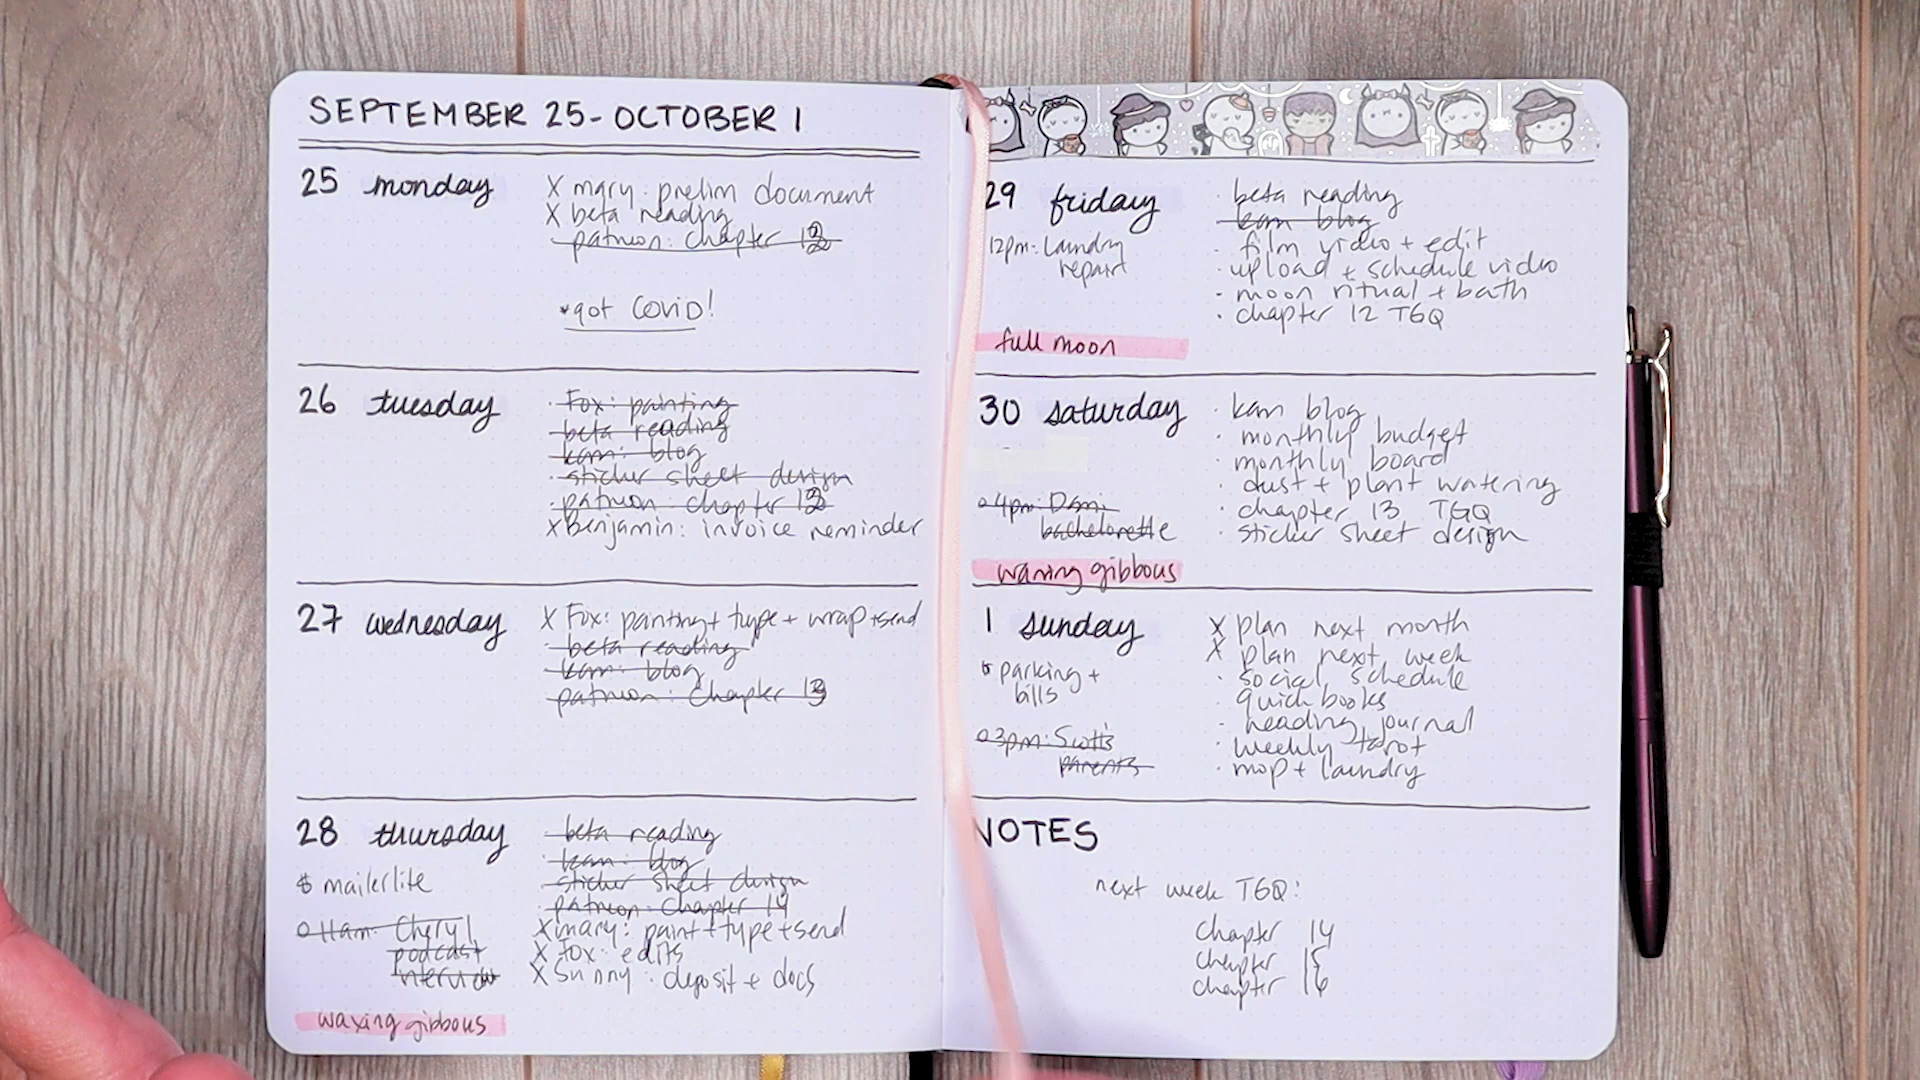 SEPTEMBER 25-OCTOBER 1
25 monday
X mary: prelim document
X beta reading
patreon: chapter 13
*got COVID!
26 tuesday
· Fox: painting
· beta reading
· kam: blog
· sticker sheet design
· patreon: chapter 13
X Benjamin: invoice reminder
27 wednesday
X Fox: painting + type + wrap + send
· beta reading
· kam: blog
patreon: chapter 13
28 thursday
$ mailerlite
o 11am: Cheryl
podcast
interview
waxing gibbous
· beta reading
· kam: blog
· sticker sheet design
· patreon: chapter 14
X mary: paint + type + send
X Fox: edits
X Sunny: deposit + docs
29 friday
12pm: Laundry
repair
full moon
· beta reading
· kam blog
· film video + edit
· upload + schedule video
· moon ritual + bath
· chapter 12 TGQ
30 saturday
o 4pm: Demi
bachelorette
waning gibbous
· kam blog
· monthly budget
· monthly board
· dust + plant watering
· chapter 13 TGQ
· sticker sheet design
1 sunday
$ parking +
bills
o 3pm: Scott's
parents
X plan next month
X plan next week
· social schedule
· quickbooks
· reading journal
· weekly tarot
· mop + laundry
NOTES
next week TGQ:
chapter 14
chapter 15
chapter 16